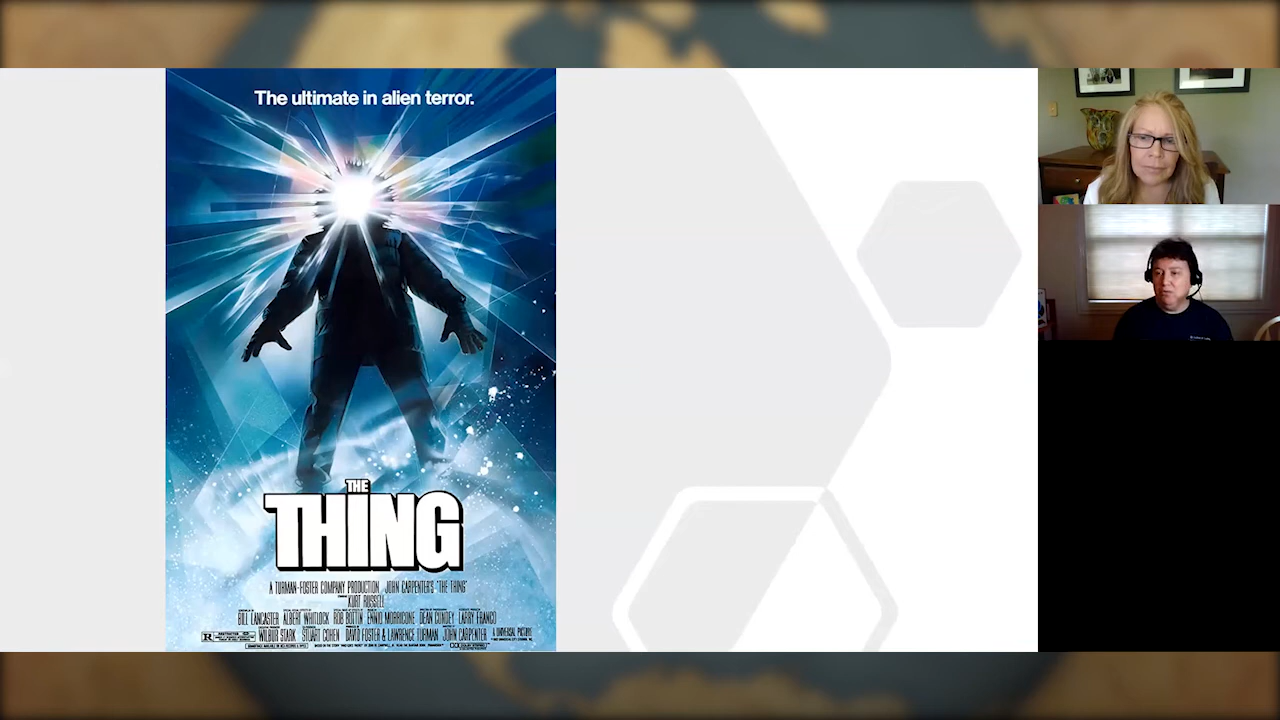 The ultimate in alien terror.
THE
THING
A TURMAN-FOSTER COMPANY PRODUCTION JOHN CARPENTER'S "THE THING"
KURT RUSSELL
BILL LANCASTER ALBERT WHITLOCK ROB BOTTIN ENNIO MORRICONE DEAN CUNDEY LARRY FRANCO
R RESTRICTED WILBUR STARK STUART COHEN DAVID FOSTER & LAWRENCE TURMAN JOHN CARPENTER A UNIVERSAL PICTURE